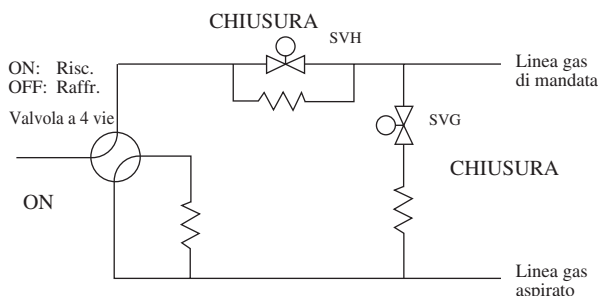 CHIUSURA
SVH
ON: Risc.
OFF: Raffr.
Valvola a 4 vie
Linea gas
di mandata
SVG
CHIUSURA
ON
Linea gas
aspirato